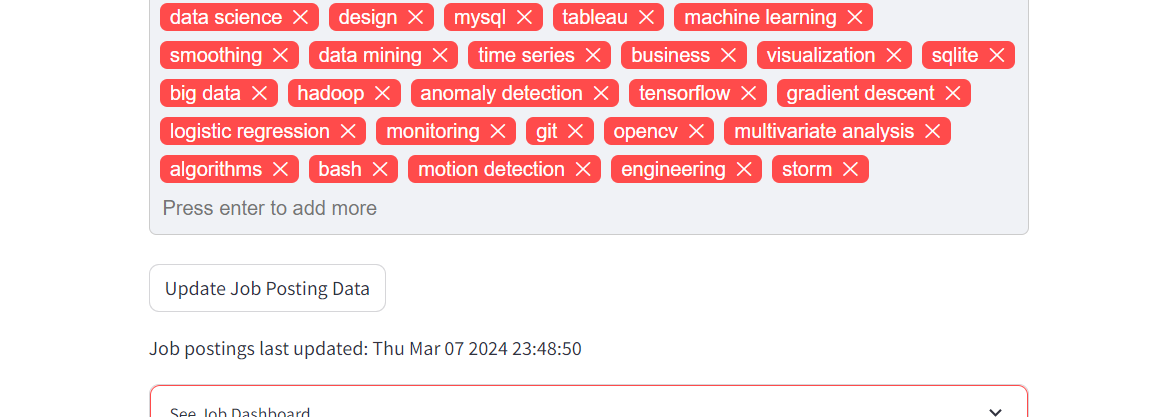 data science design mysql tableau machine learning
smoothing data mining time series business visualization sqlite
big data hadoop anomaly detection tensorflow gradient descent
logistic regression monitoring git opencv multivariate analysis
algorithms bash motion detection engineering storm
Press enter to add more
Update Job Posting Data
Job postings last updated: Thu Mar 07 2024 23:48:50
See Job Dashboard